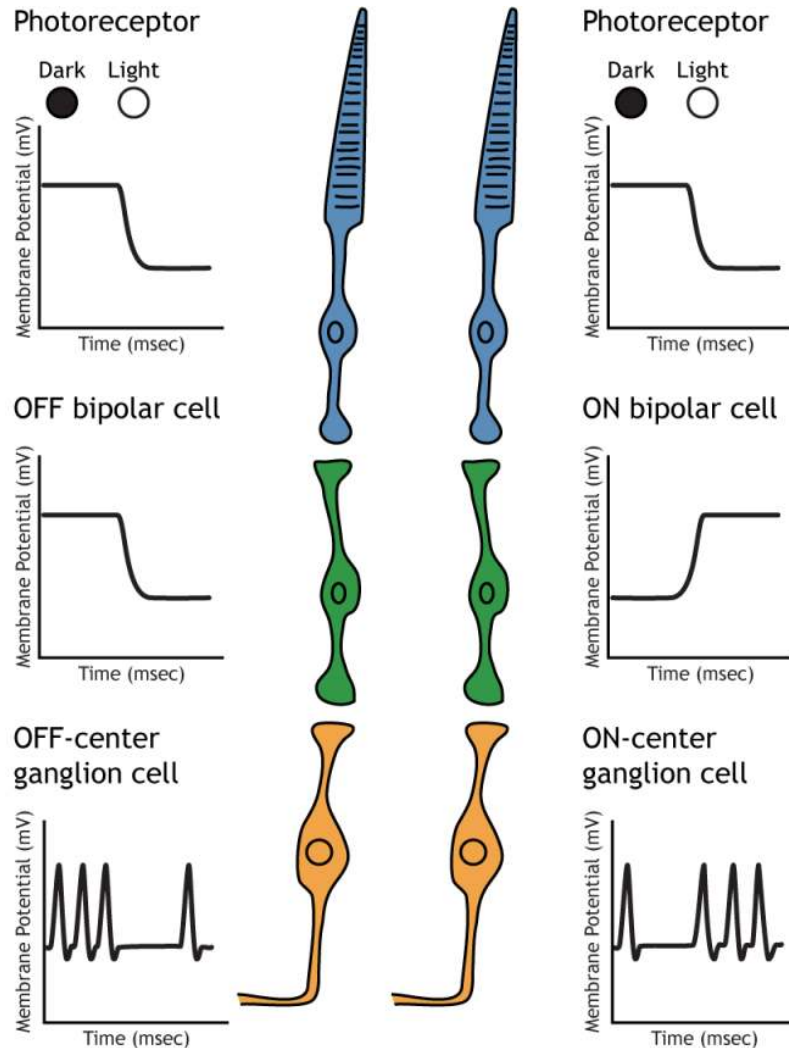 Photoreceptor
Dark Light
Membrane Potential (mV)
Time (msec)
OFF bipolar cell
Membrane Potential (mV)
Time (msec)
OFF-center
ganglion cell
Membrane Potential (mV)
Time (msec)
Photoreceptor
Dark Light
Membrane Potential (mV)
Time (msec)
ON bipolar cell
Membrane Potential (mV)
Time (msec)
ON-center
ganglion cell
Membrane Potential (mV)
Time (msec)